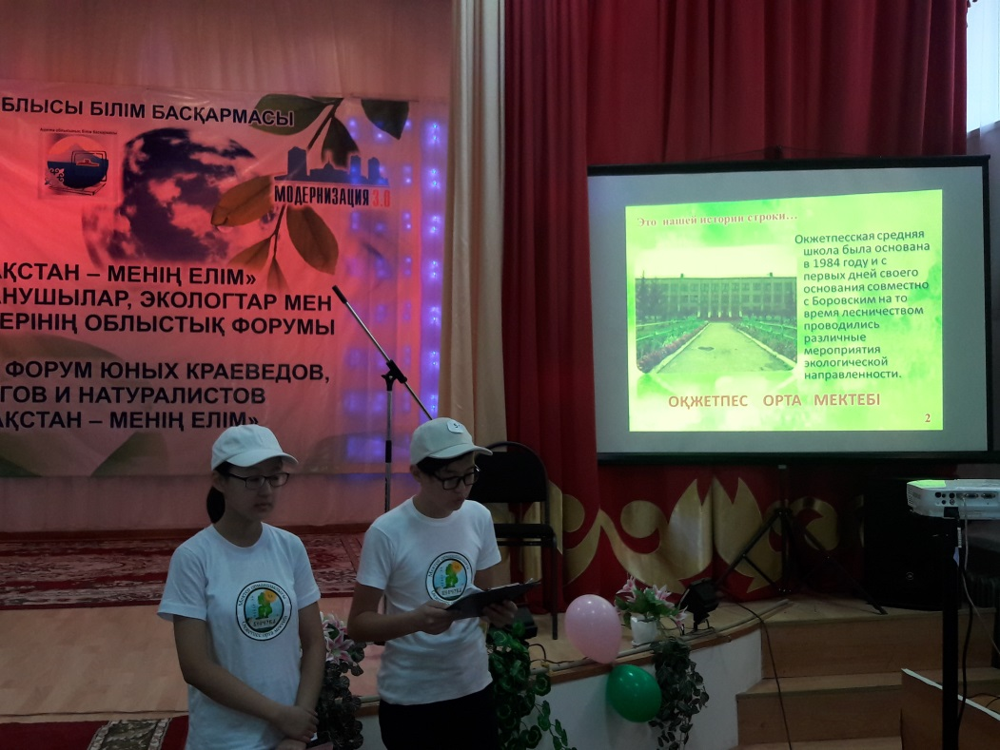 БЛЫСЫ БІЛІМ БАСҚАРМАСЫ
МОДЕРНИЗАЦИЯ 3.0
АҚСТАН – МЕНІҢ ЕЛІМ»
АНУШЫЛАР, ЭКОЛОГТАР МЕН
ЕРІНІҢ ОБЛЫСТЫҚ ФОРУМЫ
ФОРУМ ЮНЫХ КРАЕВЕДОВ,
ГОВ И НАТУРАЛИСТОВ
АҚСТАН – МЕНІҢ ЕЛІМ»
Это нашей истории строки...
Окжетпесская средняя
школа была основана
в 1984 году и с
первых дней своего
основания совместно
с Боровским на то
время лесничеством
проводились
различные
мероприятия
экологической
направленности.
ОҚЖЕТПЕС ОРТА МЕКТЕБІ
2